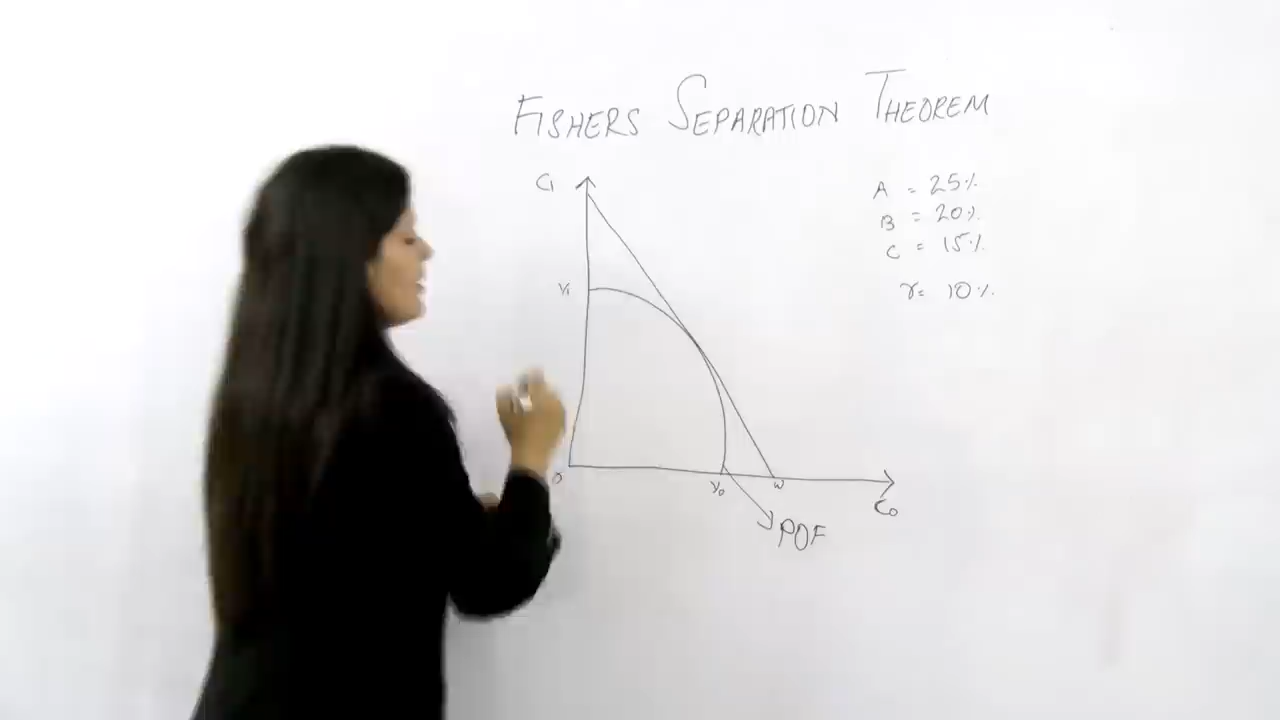 FISHERS SEPARATION THEOREM
C₁
A = 25%
B = 20%
C = 15%
Y₁
r = 10%
O
Y₀
W
C₀
POF